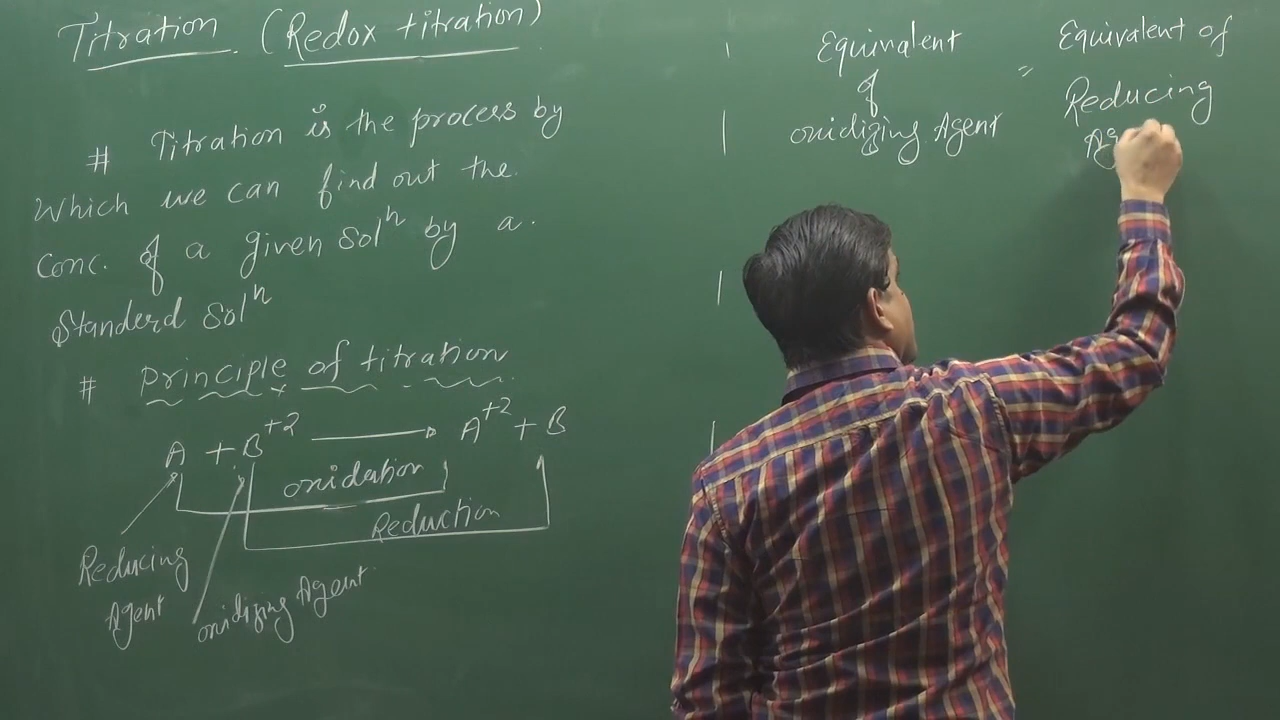 Titration (Redox titration)
# Titration is the process by
Which we can find out the
Conc. of a given Solⁿ by a.
Standerd Solⁿ
# Principle of titration
A + B⁺² → A⁺² + B
oxidation
Reduction
Reducing
Agent
oxidizing Agent
Equivalent
of
oxidizing Agent
=
Equivalent of
Reducing
Ag